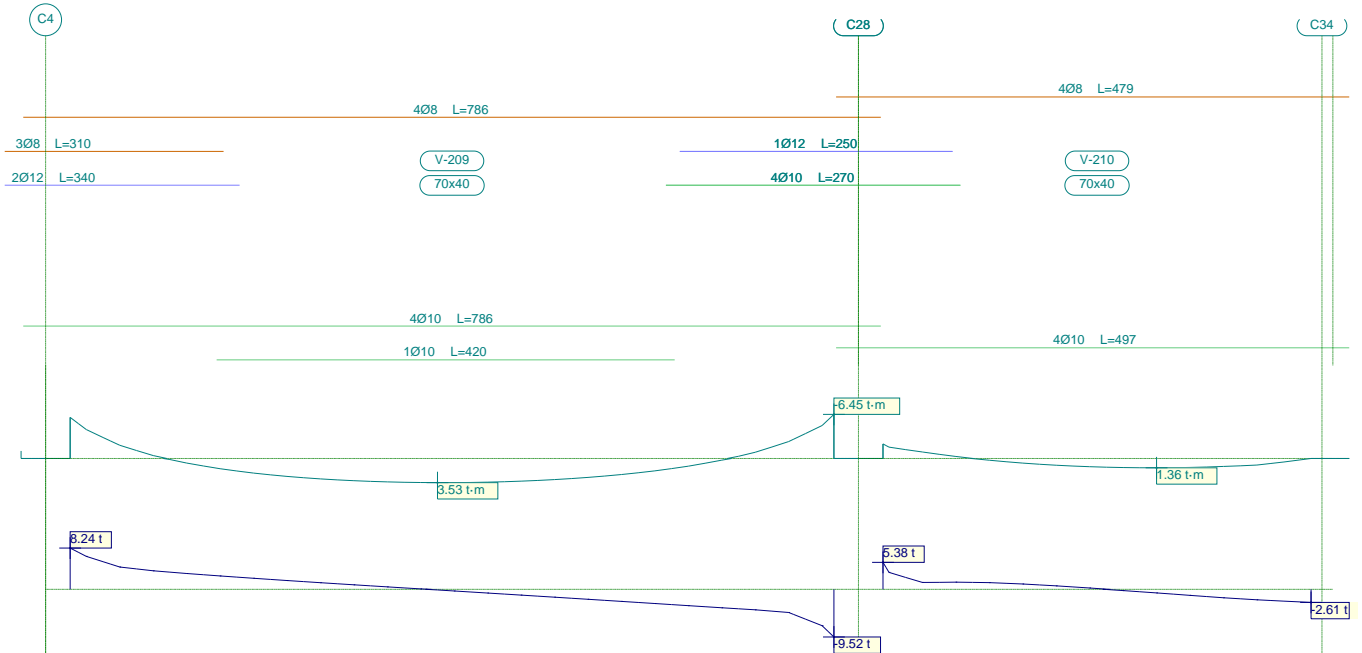 C4
C28
C34
4Ø8 L=479
4Ø8 L=786
3Ø8 L=310
1Ø12 L=250
V-209
V-210
2Ø12 L=340
70x40
4Ø10 L=270
70x40
4Ø10 L=786
4Ø10 L=497
1Ø10 L=420
-6.45 t·m
3.53 t·m
1.36 t·m
8.24 t
5.38 t
-2.61 t
-9.52 t